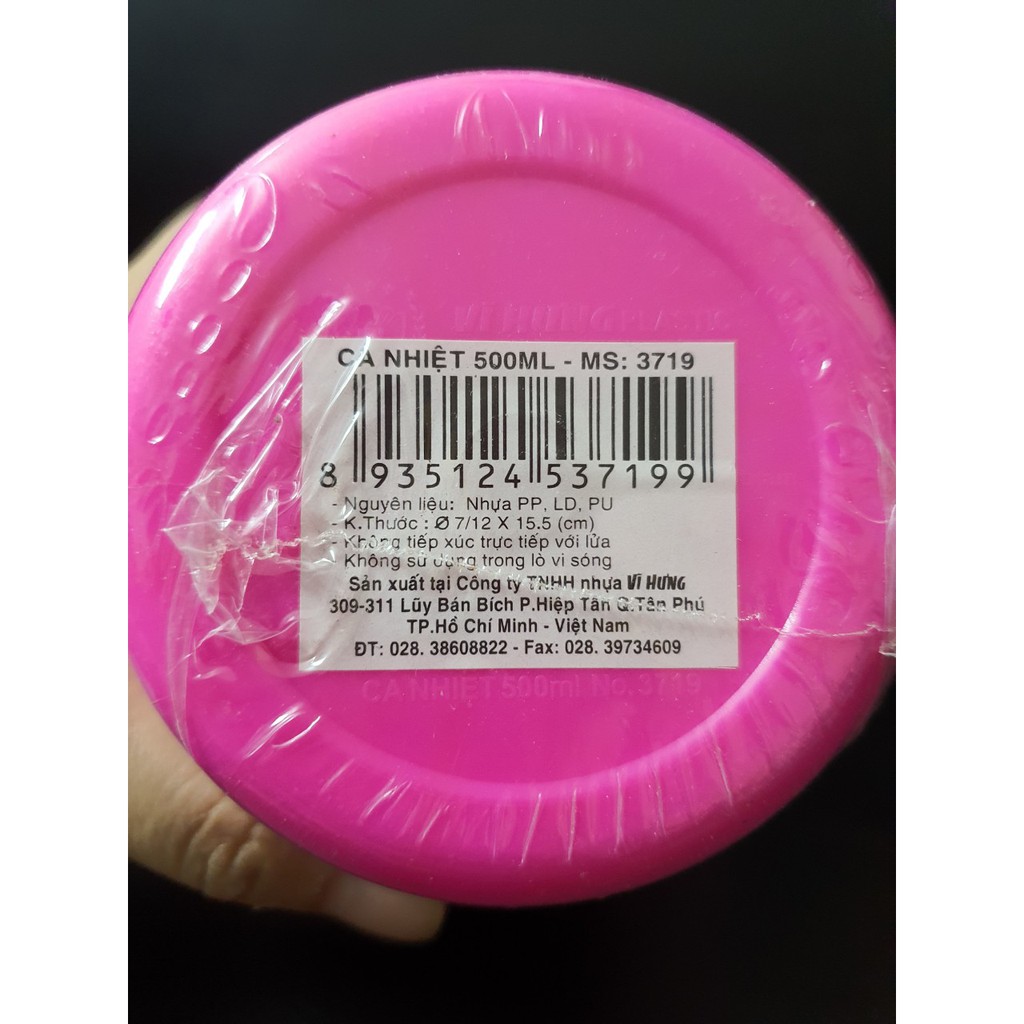 VĨ HƯNG PLASTIC
CA NHIỆT 500ML - MS: 3719
8 935124 537199
- Nguyên liệu: Nhựa PP, LD, PU
- K.Thước : Ø 7/12 X 15.5 (cm)
- Không tiếp xúc trực tiếp với lửa
- Không sử dụng trong lò vi sóng
Sản xuất tại Công ty TNHH nhựa VĨ HƯNG
309-311 Lũy Bán Bích P.Hiệp Tân Q.Tân Phú
TP.Hồ Chí Minh - Việt Nam
ĐT: 028. 38608822 - Fax: 028. 39734609
CA NHIỆT 500ml No.3719